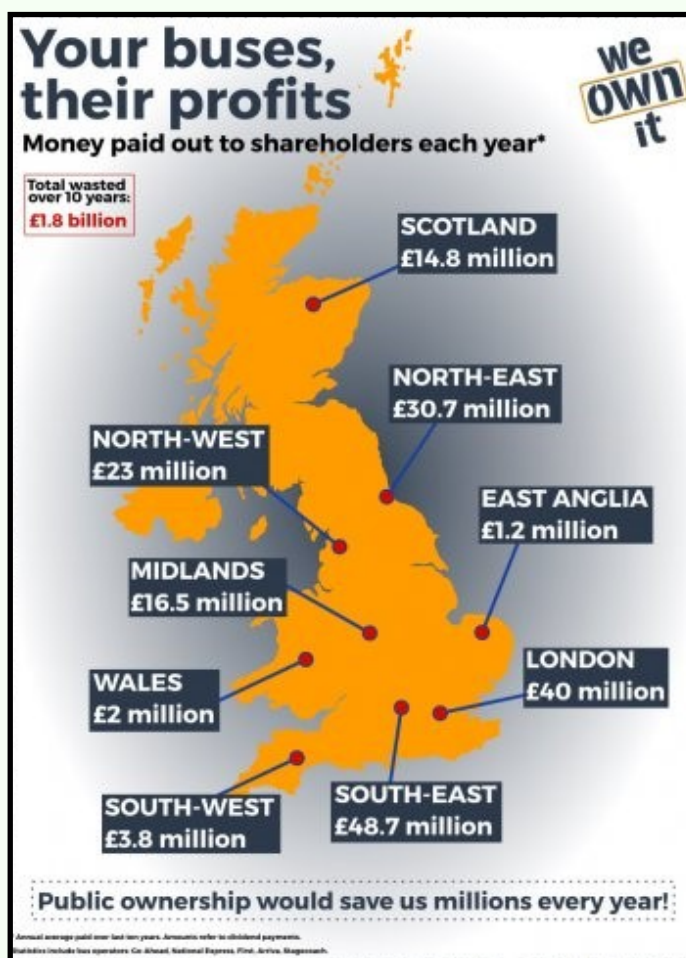 Your buses,
their profits
we
own
it
Money paid out to shareholders each year*
Total wasted
over 10 years:
£1.8 billion
SCOTLAND
£14.8 million
NORTH-EAST
£30.7 million
NORTH-WEST
£23 million
EAST ANGLIA
£1.2 million
MIDLANDS
£16.5 million
LONDON
£40 million
WALES
£2 million
SOUTH-EAST
£48.7 million
SOUTH-WEST
£3.8 million
Public ownership would save us millions every year!
* Annual average paid over last ten years. Amounts refer to dividend payments.
Statistics include bus operators: Go-Ahead, National Express, First, Arriva, Stagecoach.